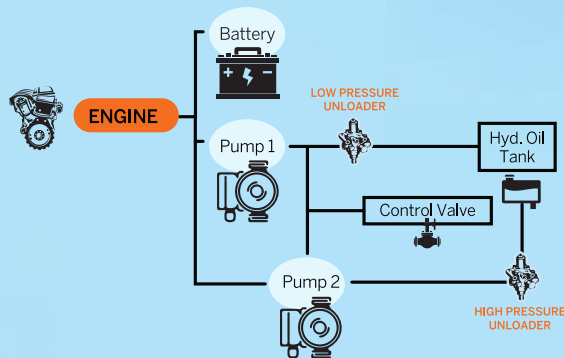 Battery
ENGINE
LOW PRESSURE
UNLOADER
Pump 1
Hyd. Oil
Tank
Control Valve
Pump 2
HIGH PRESSURE
UNLOADER